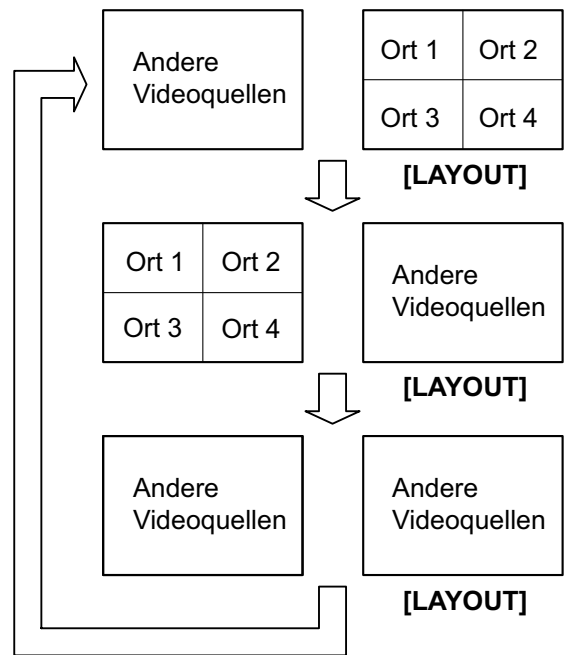 Andere
Videoquellen
Ort 1 Ort 2
Ort 3 Ort 4
[LAYOUT]
Ort 1 Ort 2
Ort 3 Ort 4
Andere
Videoquellen
[LAYOUT]
Andere
Videoquellen
Andere
Videoquellen
[LAYOUT]